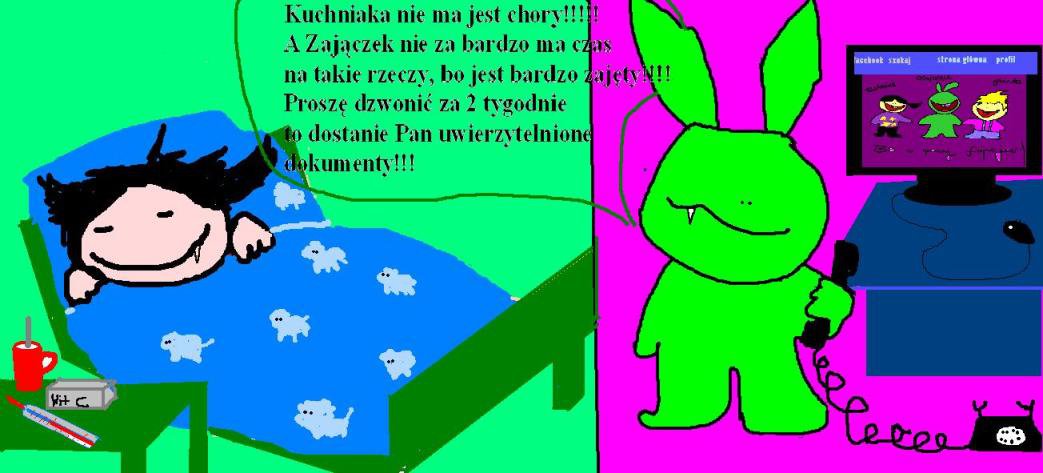 Kuchniaka nie ma jest chory!!!!!
A Zajączek nie za bardzo ma czas
na takie rzeczy, bo jest bardzo zajęty!!!!
Proszę dzwonić za 2 tygodnie
to dostanie Pan uwierzytelnione
dokumenty!!!
facebook szukaj strona główna profil
Wit C